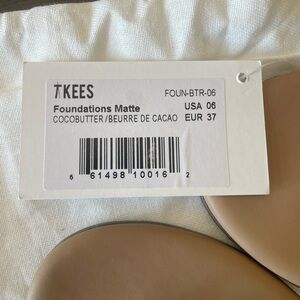 TKEES FOUN-BTR-06
Foundations Matte USA 06
COCOBUTTER/BEURRE DE CACAO EUR 37
6 61498 10016 2